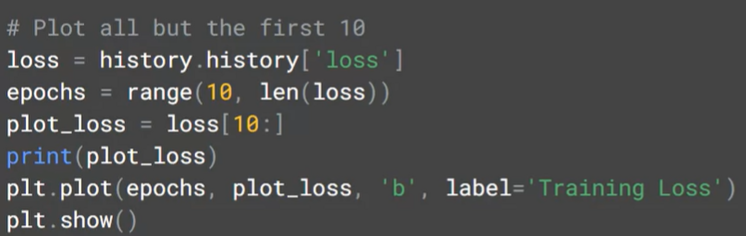 # Plot all but the first 10
loss = history.history['loss']
epochs = range(10, len(loss))
plot_loss = loss[10:]
print(plot_loss)
plt.plot(epochs, plot_loss, 'b', label='Training Loss')
plt.show()